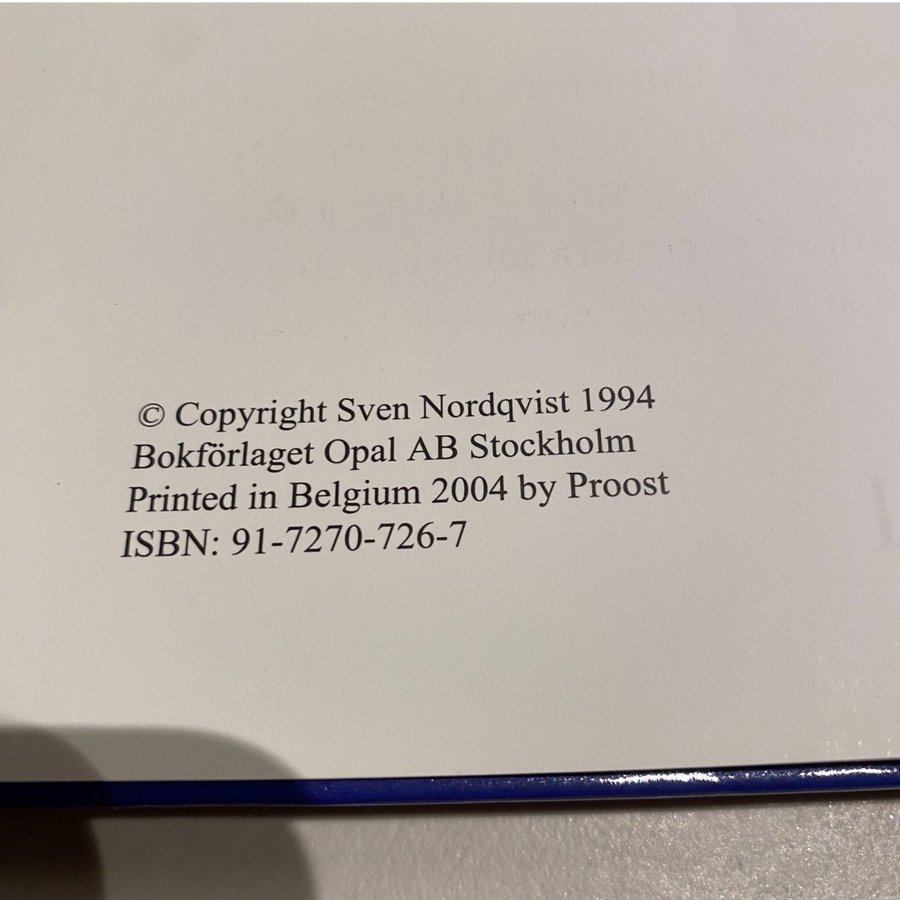 © Copyright Sven Nordqvist 1994
Bokförlaget Opal AB Stockholm
Printed in Belgium 2004 by Proost
ISBN: 91-7270-726-7